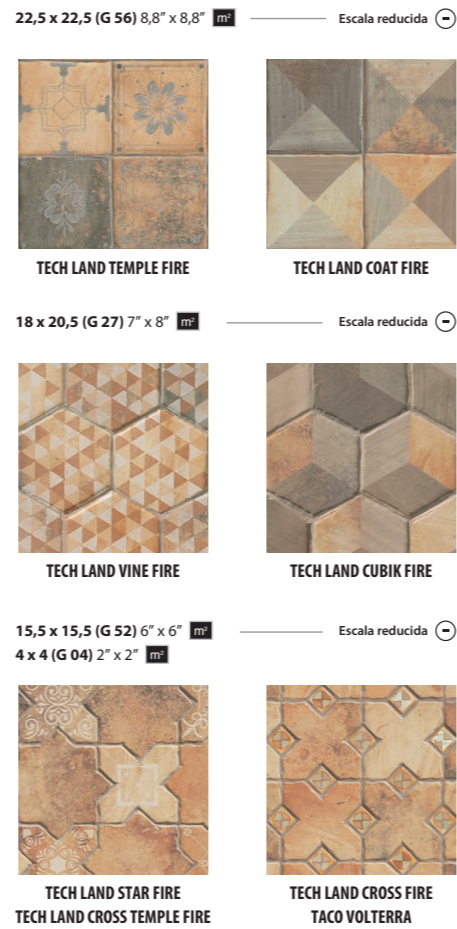 22,5 x 22,5 (G 56) 8,8” x 8,8” m² Escala reducida
TECH LAND TEMPLE FIRE TECH LAND COAT FIRE
18 x 20,5 (G 27) 7” x 8” m² Escala reducida
TECH LAND VINE FIRE TECH LAND CUBIK FIRE
15,5 x 15,5 (G 52) 6” x 6” m² Escala reducida
4 x 4 (G 04) 2” x 2” m²
TECH LAND STAR FIRE TECH LAND CROSS FIRE
TECH LAND CROSS TEMPLE FIRE TACO VOLTERRA